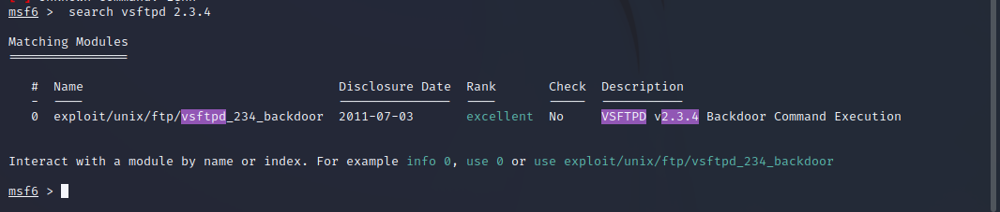 msf6 >  search vsftpd 2.3.4
Matching Modules
================
#  Name                                  Disclosure Date  Rank       Check  Description
-  ----                                  ---------------  ----       -----  -----------
0  exploit/unix/ftp/vsftpd_234_backdoor  2011-07-03       excellent  No     VSFTPD v2.3.4 Backdoor Command Execution
Interact with a module by name or index. For example info 0, use 0 or use exploit/unix/ftp/vsftpd_234_backdoor
msf6 >